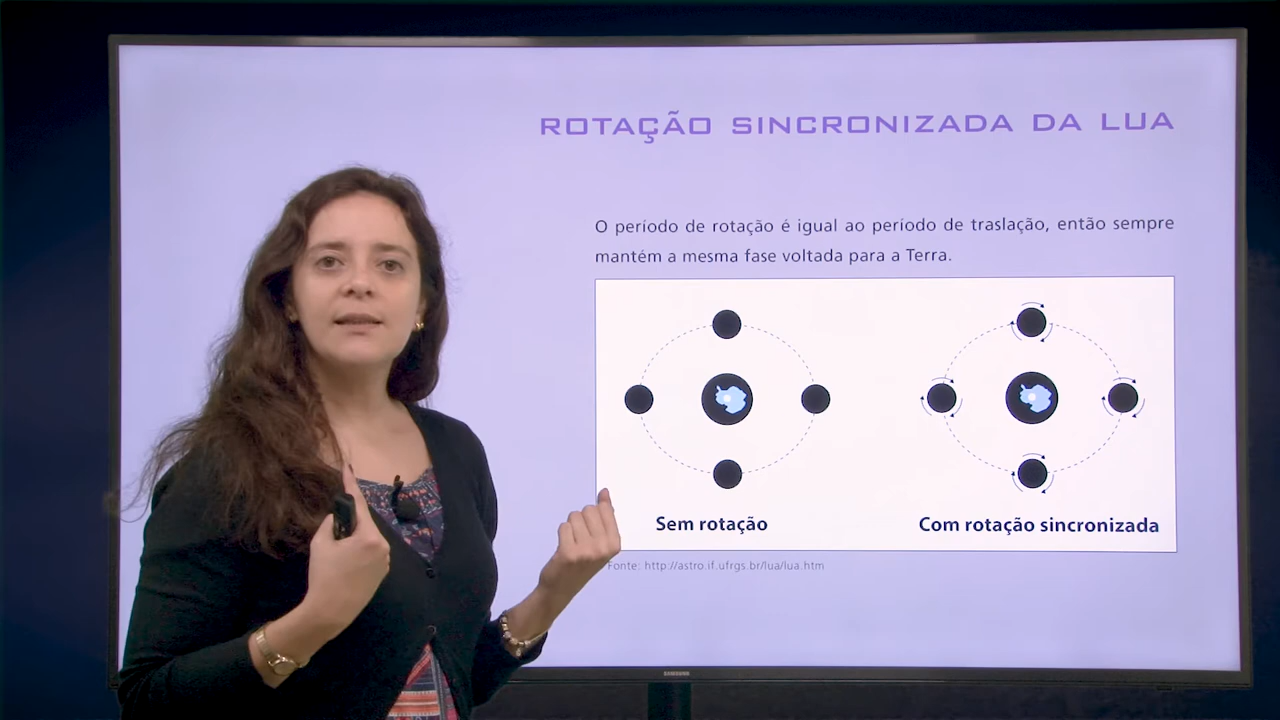 ROTAÇÃO SINCRONIZADA DA LUA
O período de rotação é igual ao período de traslação, então sempre
mantém a mesma fase voltada para a Terra.
Sem rotação
Com rotação sincronizada
Fonte: http://astro.if.ufrgs.br/lua/lua.htm
SAMSUNG